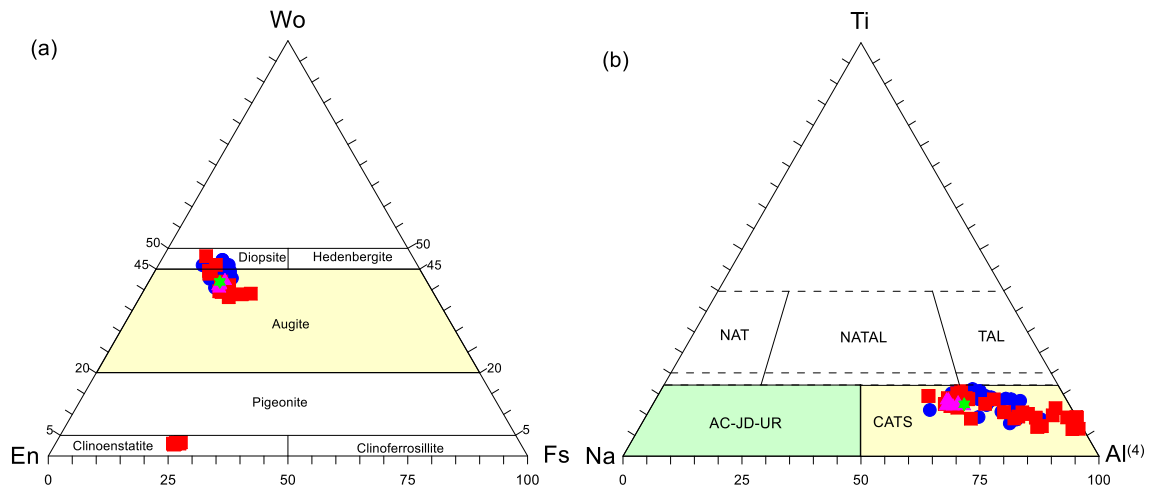 (a)
Wo
50
50
Diopsite
Hedenbergite
45
45
Augite
20
20
Pigeonite
5
5
Clinoenstatite
Clinoferrosillite
En
Fs
0
25
50
75
100
(b)
Ti
NAT
NATAL
TAL
AC-JD-UR
CATS
Na
Al(4)
0
25
50
75
100